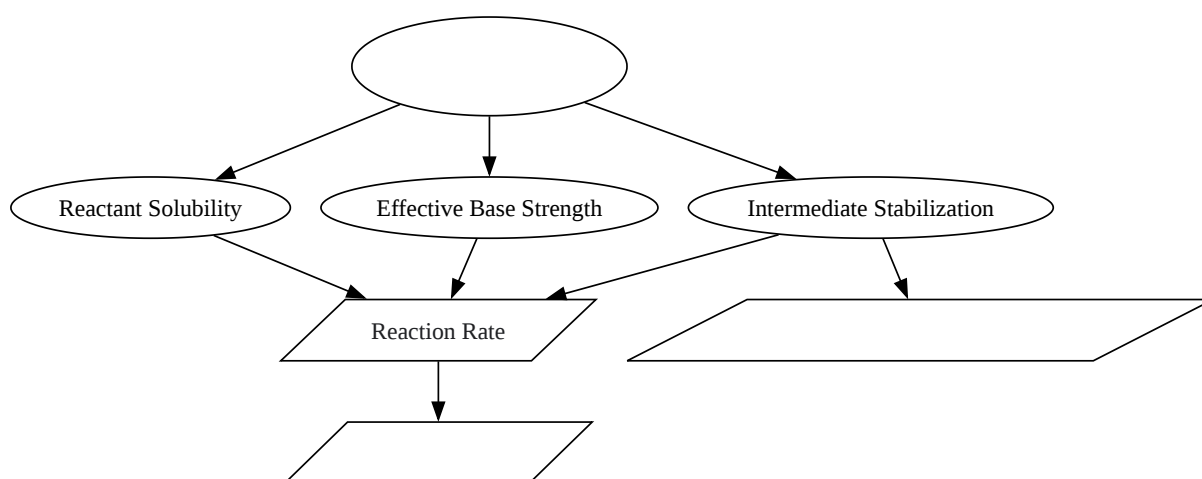 Reactant Solubility
Effective Base Strength
Intermediate Stabilization
Reaction Rate